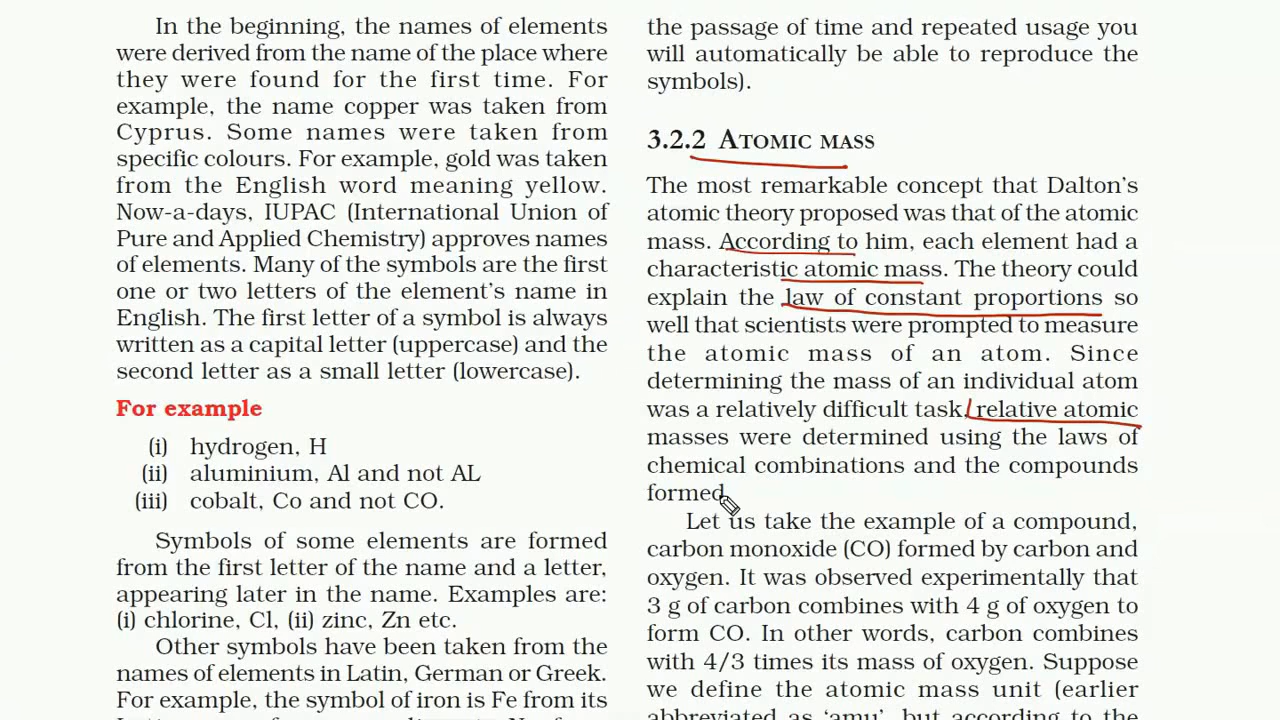 In the beginning, the names of elements
were derived from the name of the place where
they were found for the first time. For
example, the name copper was taken from
Cyprus. Some names were taken from
specific colours. For example, gold was taken
from the English word meaning yellow.
Now-a-days, IUPAC (International Union of
Pure and Applied Chemistry) approves names
of elements. Many of the symbols are the first
one or two letters of the element’s name in
English. The first letter of a symbol is always
written as a capital letter (uppercase) and the
second letter as a small letter (lowercase).
For example
(i) hydrogen, H
(ii) aluminium, Al and not AL
(iii) cobalt, Co and not CO.
Symbols of some elements are formed
from the first letter of the name and a letter,
appearing later in the name. Examples are:
(i) chlorine, Cl, (ii) zinc, Zn etc.
Other symbols have been taken from the
names of elements in Latin, German or Greek.
For example, the symbol of iron is Fe from its
the passage of time and repeated usage you
will automatically be able to reproduce the
symbols).
3.2.2 ATOMIC MASS
The most remarkable concept that Dalton’s
atomic theory proposed was that of the atomic
mass. According to him, each element had a
characteristic atomic mass. The theory could
explain the law of constant proportions so
well that scientists were prompted to measure
the atomic mass of an atom. Since
determining the mass of an individual atom
was a relatively difficult task, relative atomic
masses were determined using the laws of
chemical combinations and the compounds
formed.
Let us take the example of a compound,
carbon monoxide (CO) formed by carbon and
oxygen. It was observed experimentally that
3 g of carbon combines with 4 g of oxygen to
form CO. In other words, carbon combines
with 4/3 times its mass of oxygen. Suppose
we define the atomic mass unit (earlier
abbreviated as ‘amu’, but according to the